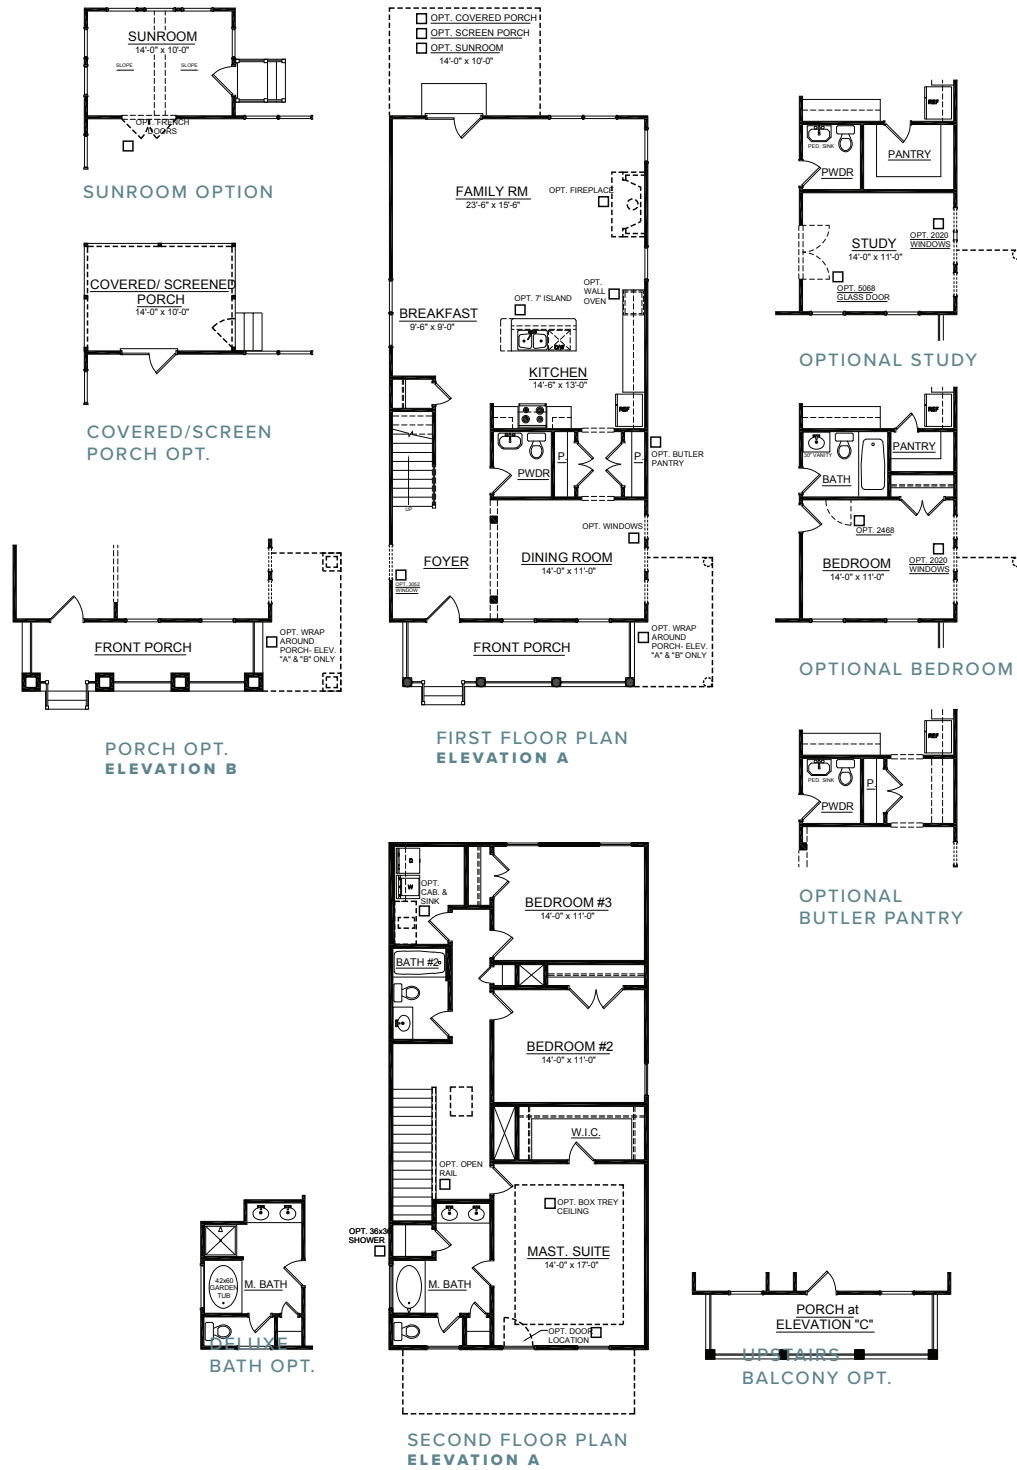 SUNROOM
14'-0" x 10'-0"
SLOPE SLOPE
OPT. FRENCH
DOORS
SUNROOM OPTION
COVERED/ SCREENED
PORCH
14'-0" x 10'-0"
COVERED/SCREEN
PORCH OPT.
OPT. COVERED PORCH
OPT. SCREEN PORCH
OPT. SUNROOM
14'-0" x 10'-0"
FAMILY RM
23'-6" x 15'-6"
OPT. FIREPLACE
OPT.
WALL
OVEN
OPT. 7' ISLAND
BREAKFAST
9'-6" x 9'-0"
KITCHEN
14'-6" x 13'-0"
REF
PWDR
P.
P.
OPT. BUTLER
PANTRY
UP
OPT. WINDOWS
FOYER
DINING ROOM
14'-0" x 11'-0"
OPT. 3052
WINDOW
FRONT PORCH
OPT. WRAP
AROUND
PORCH- ELEV.
"A" & "B" ONLY
FIRST FLOOR PLAN
ELEVATION A
FRONT PORCH
OPT. WRAP
AROUND
PORCH- ELEV.
"A" & "B" ONLY
PORCH OPT.
ELEVATION B
REF
PED. SINK
PWDR
PANTRY
STUDY
14'-0" x 11'-0"
OPT. 2020
WINDOWS
OPT. 5068
GLASS DOOR
OPTIONAL STUDY
REF
30" VANITY
BATH
PANTRY
OPT. 2468
BEDROOM
14'-0" x 11'-0"
OPT. 2020
WINDOWS
OPTIONAL BEDROOM
REF
PED. SINK
PWDR
P.
OPTIONAL
BUTLER PANTRY
D
W
OPT.
CAB. &
SINK
BEDROOM #3
14'-0" x 11'-0"
BATH #2
BEDROOM #2
14'-0" x 11'-0"
W.I.C.
OPT. OPEN
RAIL
OPT. BOX TREY
CEILING
OPT. 36x36
SHOWER
MAST. SUITE
14'-0" x 17'-0"
M. BATH
OPT. DOOR
LOCATION
SECOND FLOOR PLAN
ELEVATION A
42x60
GARDEN
TUB
M. BATH
DELUXE
BATH OPT.
PORCH at
ELEVATION "C"
UPSTAIRS
BALCONY OPT.